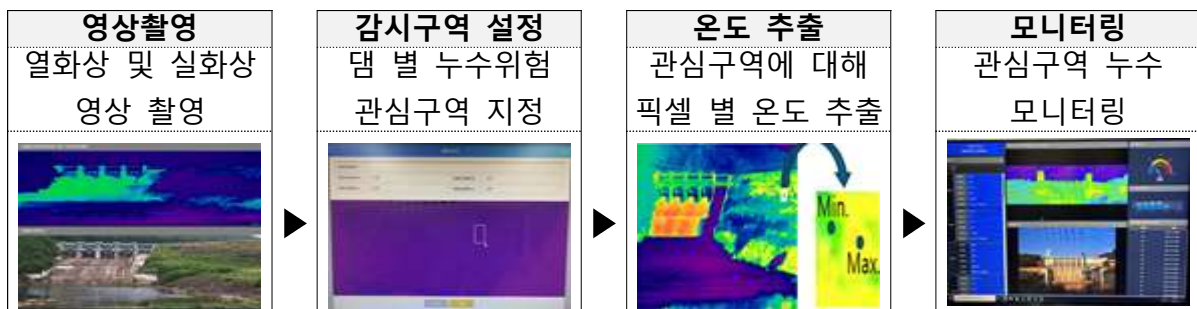 영상촬영
열화상 및 실화상
영상 촬영
감시구역 설정
댐 별 누수위험
관심구역 지정
온도 추출
관심구역에 대해
픽셀 별 온도 추출
Min.
Max.
모니터링
관심구역 누수
모니터링